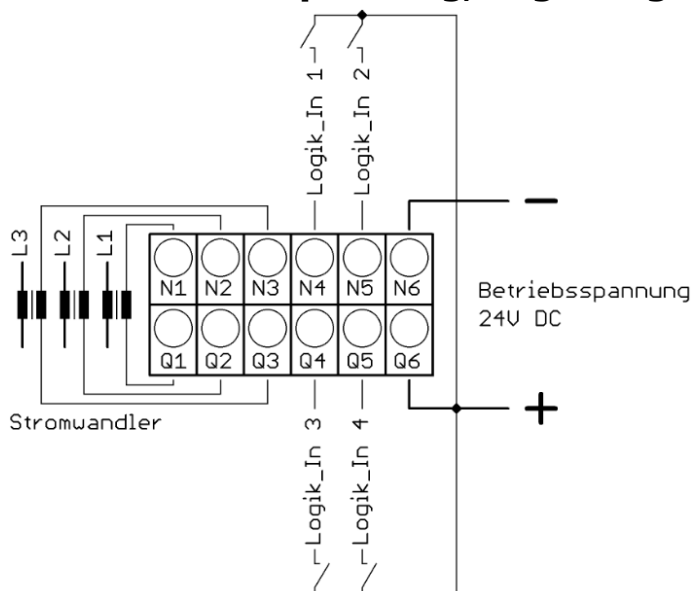 Logik_In 1
Logik_In 2
L3
L2
L1
N1 N2 N3 N4 N5 N6
Q1 Q2 Q3 Q4 Q5 Q6
−
Betriebsspannung
24V DC
+
Stromwandler
Logik_In 3
Logik_In 4